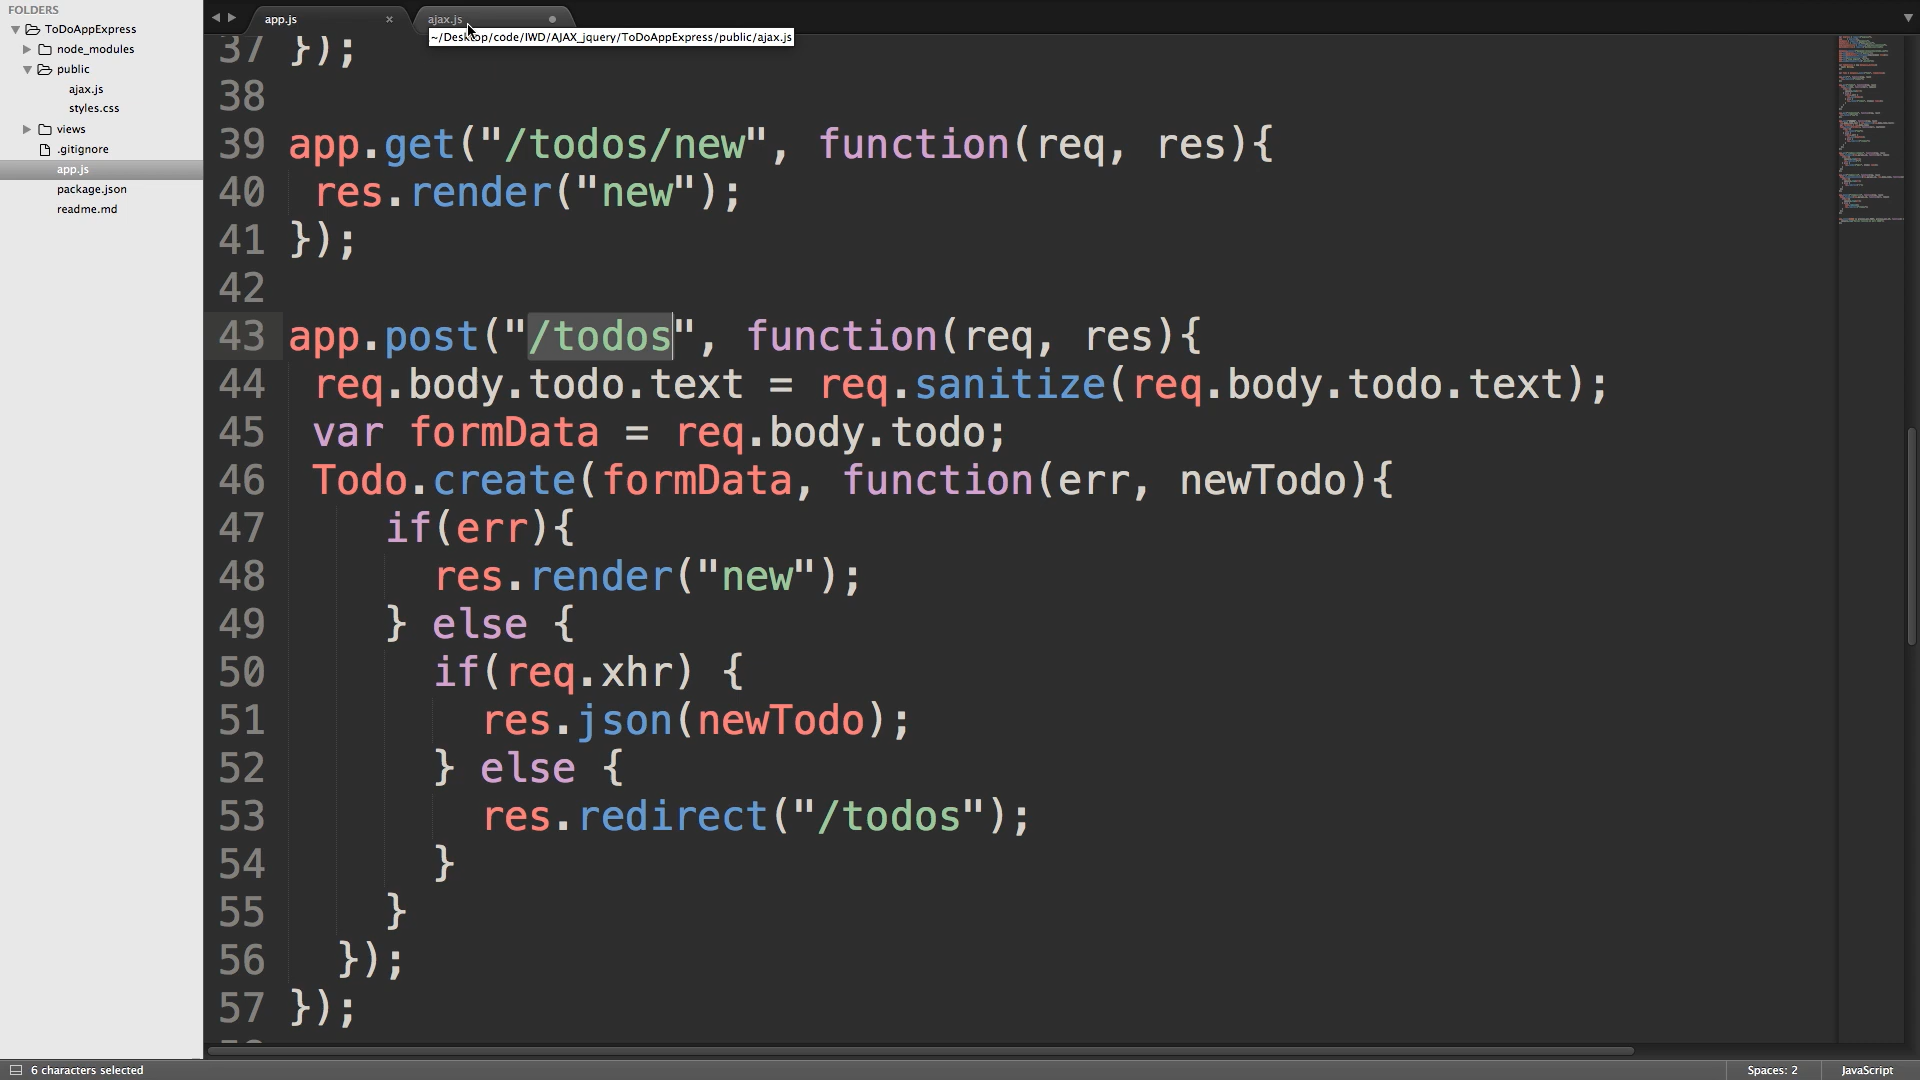 FOLDERS
ToDoAppExpress
node_modules
public
ajax.js
styles.css
views
.gitignore
app.js
package.json
readme.md
app.js
ajax.js
~/Desktop/code/IWD/AJAX_jquery/ToDoAppExpress/public/ajax.js
37 });
38
39 app.get("/todos/new", function(req, res){
40 res.render("new");
41 });
42
43 app.post("/todos", function(req, res){
44 req.body.todo.text = req.sanitize(req.body.todo.text);
45 var formData = req.body.todo;
46 Todo.create(formData, function(err, newTodo){
47 if(err){
48 res.render("new");
49 } else {
50 if(req.xhr) {
51 res.json(newTodo);
52 } else {
53 res.redirect("/todos");
54 }
55 }
56 });
57 });
6 characters selected
Spaces: 2
JavaScript